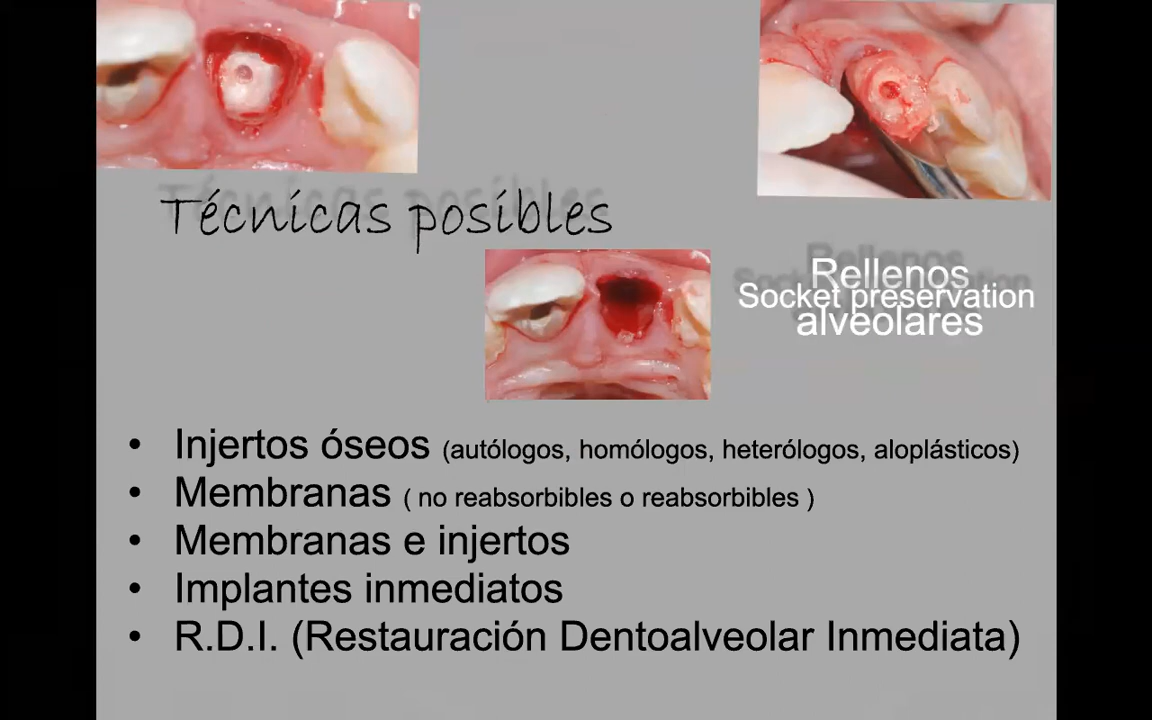 Técnicas posibles
Rellenos
Socket preservation
alveolares
• Injertos óseos (autólogos, homólogos, heterólogos, aloplásticos)
• Membranas ( no reabsorbibles o reabsorbibles )
• Membranas e injertos
• Implantes inmediatos
• R.D.I. (Restauración Dentoalveolar Inmediata)